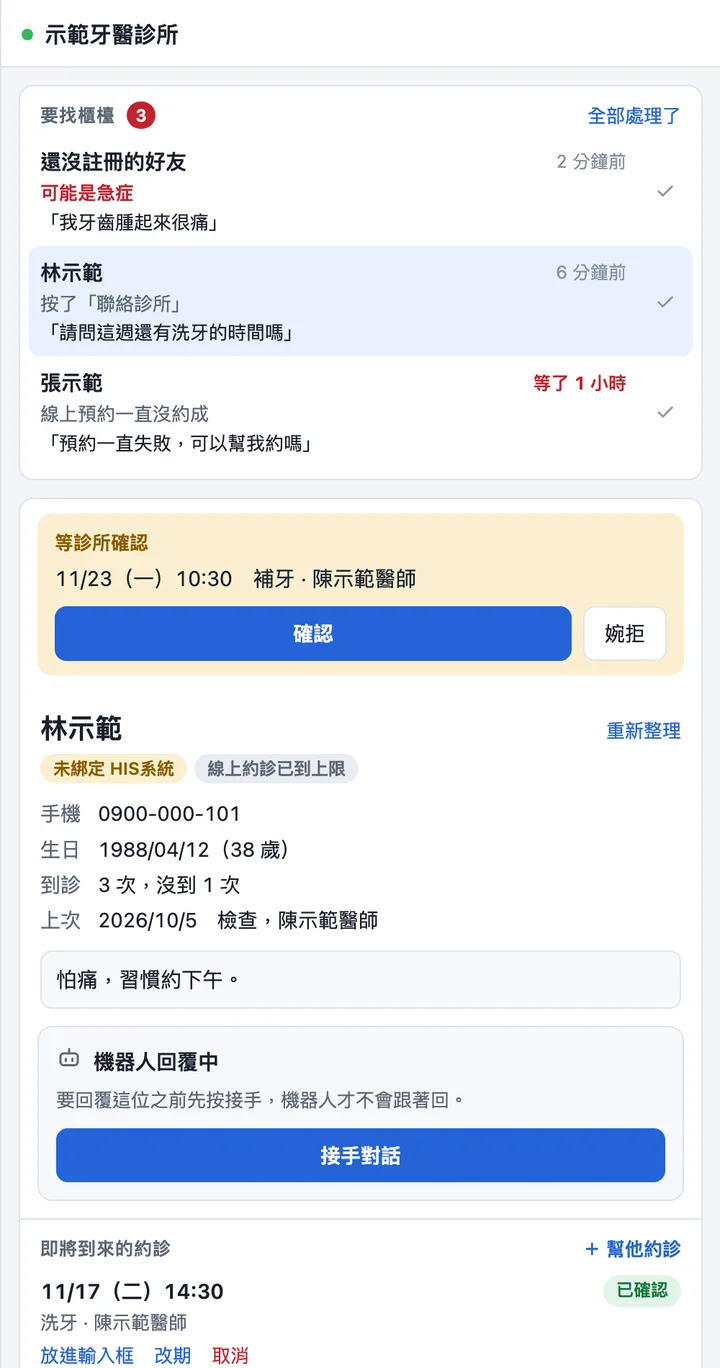 示範牙醫診所
要找櫃檯 3 全部處理了
還沒註冊的好友 2 分鐘前
可能是急症
「我牙齒腫起來很痛」
林示範 6 分鐘前
按了「聯絡診所」
「請問這週還有洗牙的時間嗎」
張示範 等了 1 小時
線上預約一直沒約成
「預約一直失敗，可以幫我約嗎」
等診所確認
11/23（一）10:30 補牙 · 陳示範醫師
確認 婉拒
林示範 重新整理
未綁定 HIS系統 線上約診已到上限
手機 0900-000-101
生日 1988/04/12（38 歲）
到診 3 次，沒到 1 次
上次 2026/10/5 檢查，陳示範醫師
怕痛，習慣約下午。
機器人回覆中
要回覆這位之前先按接手，機器人才不會跟著回。
接手對話
即將到來的約診 + 幫他約診
11/17（二）14:30 已確認
洗牙 · 陳示範醫師
放進輸入框 改期 取消